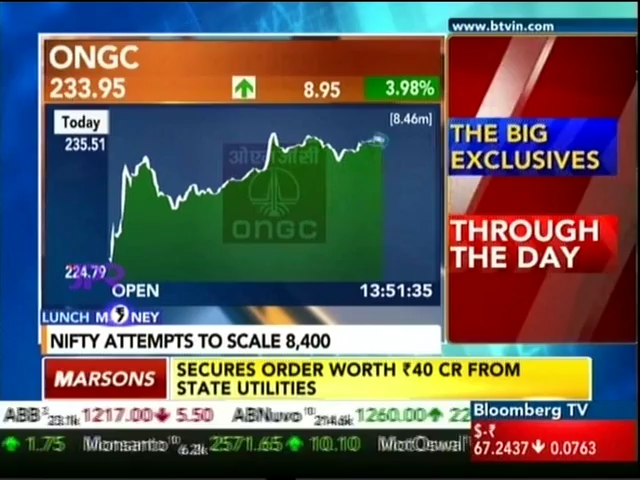 www.btvin.com
ONGC
233.95 8.95 3.98%
Today
[8.46m]
235.51
ओएनजीसी
ONGC
224.79
OPEN 13:51:35
THE BIG
EXCLUSIVES
THROUGH
THE DAY
LUNCH MONEY
NIFTY ATTEMPTS TO SCALE 8,400
MARSONS
SECURES ORDER WORTH ₹40 CR FROM
STATE UTILITIES
ABB 1217.00 5.50 ABNuvo 1260.00 22
1.75 Monsanto 2571.65 10.10 MotOswal
Bloomberg TV
$-₹
67.2437 0.0763